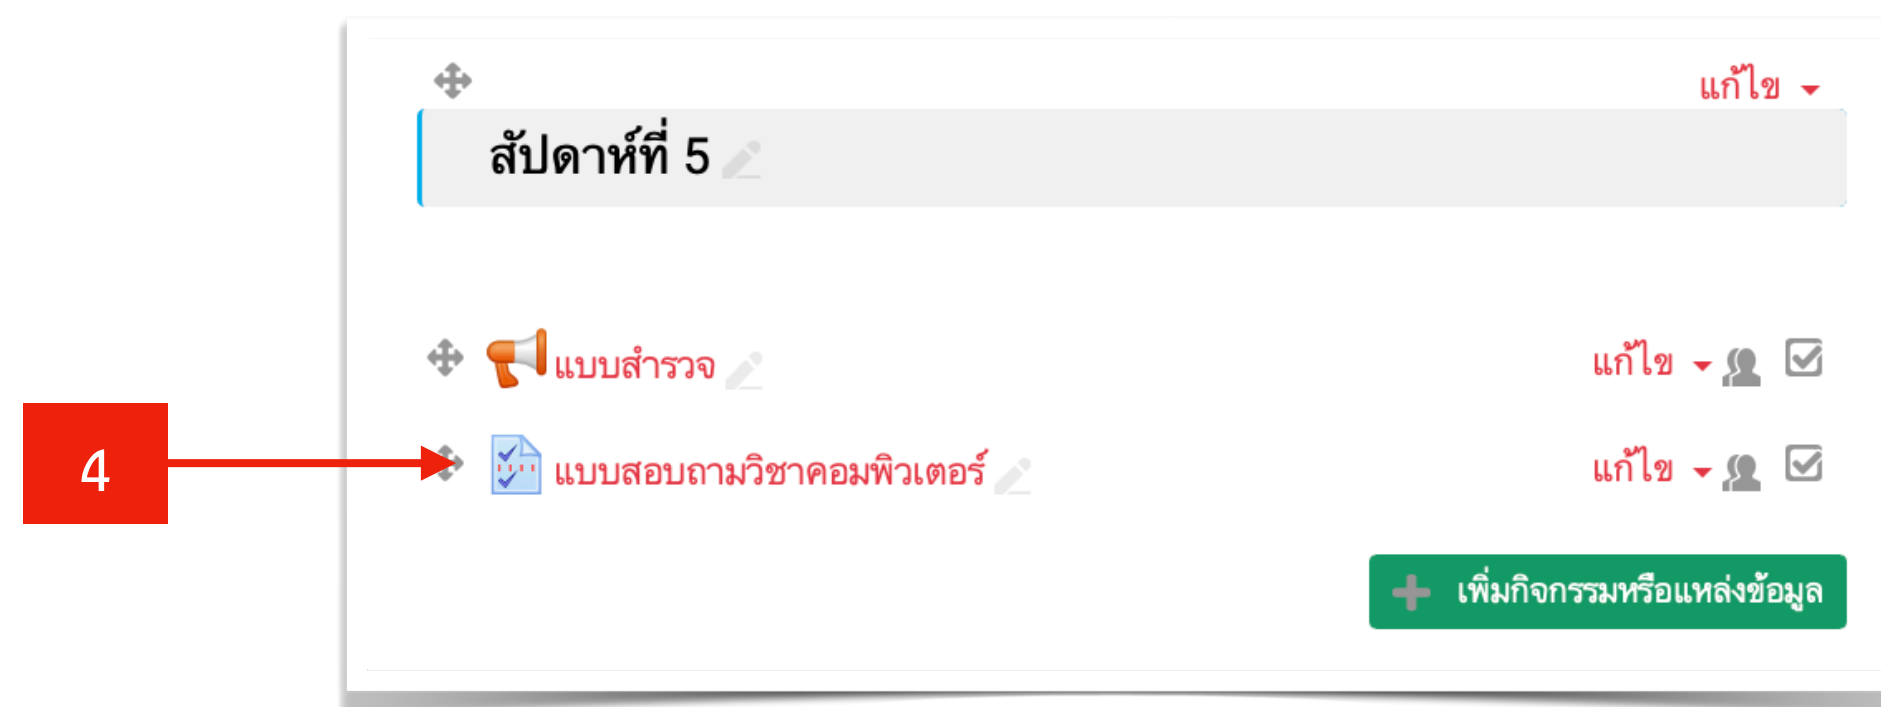 แก้ไข
สัปดาห์ที่ 5
แบบสำรวจ แก้ไข
4
แบบสอบถามวิชาคอมพิวเตอร์ แก้ไข
เพิ่มกิจกรรมหรือแหล่งข้อมูล